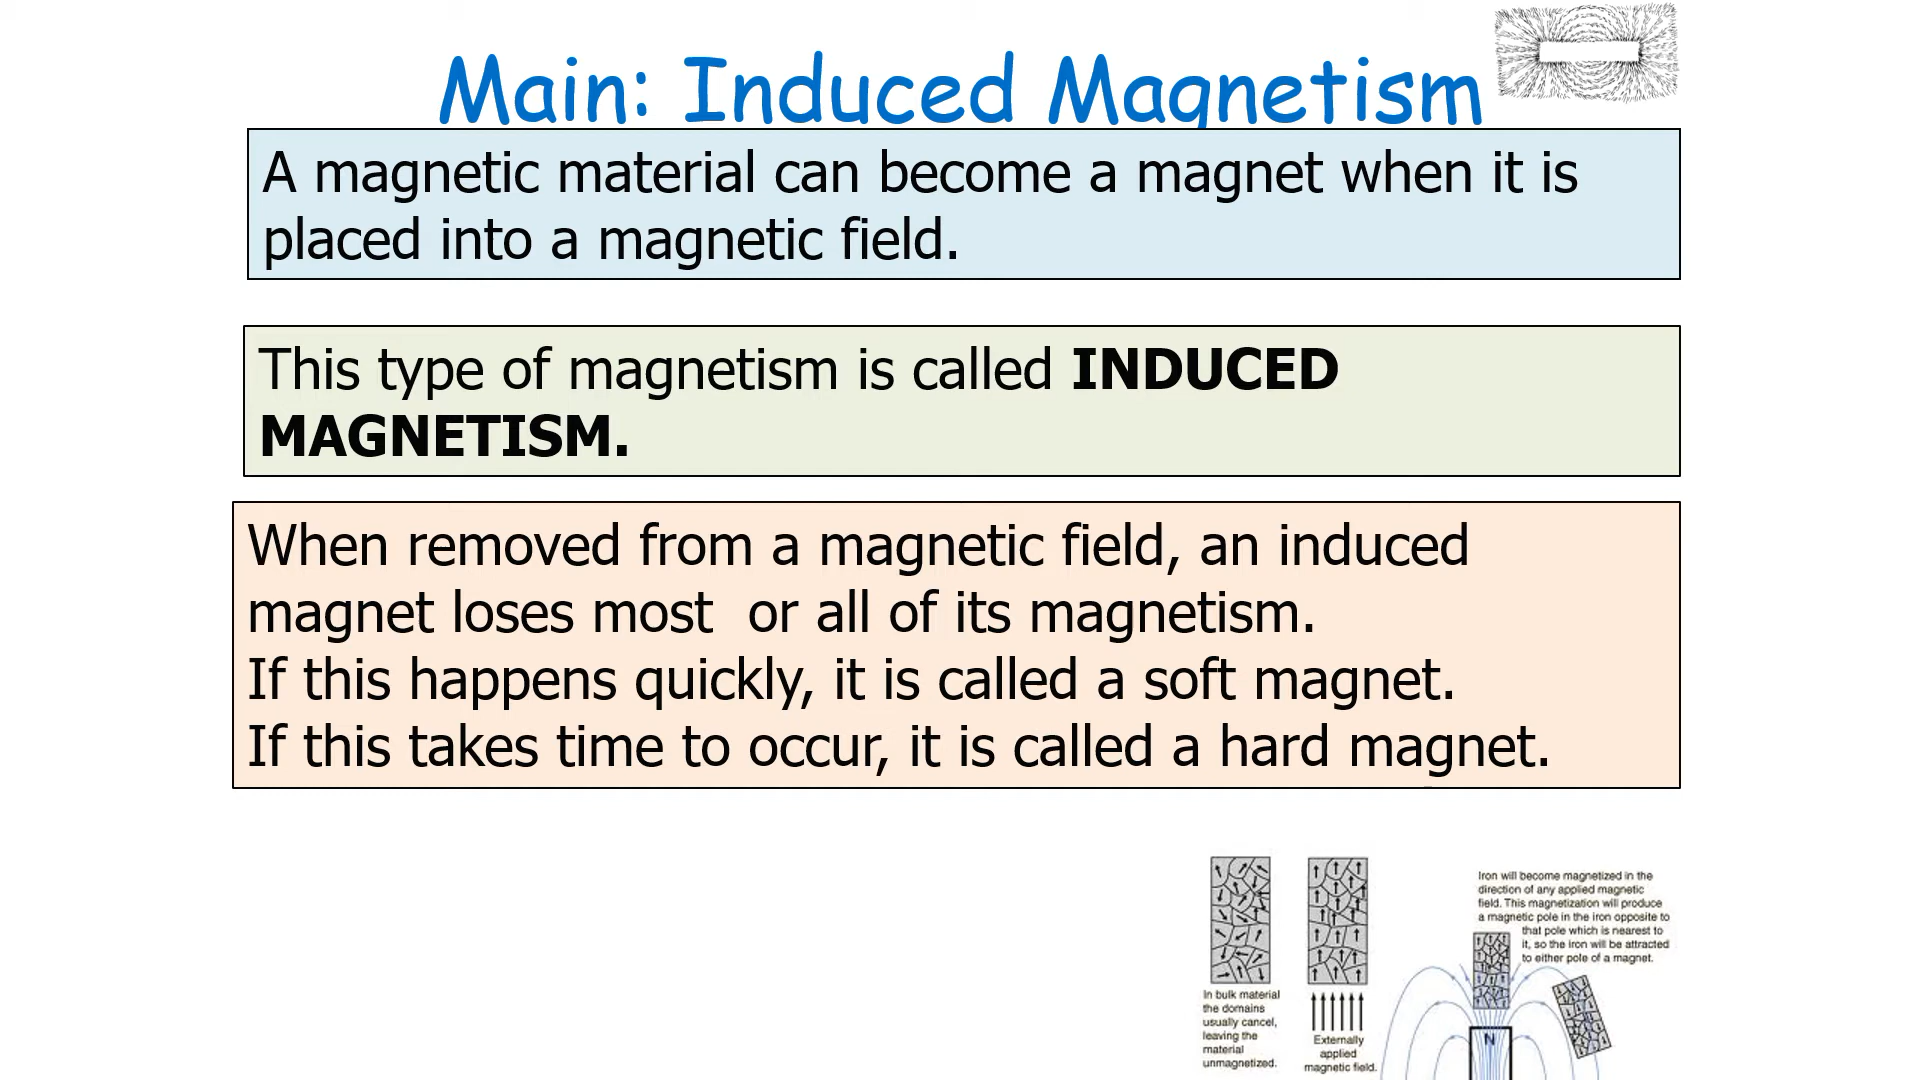 Main: Induced Magnetism
A magnetic material can become a magnet when it is
placed into a magnetic field.
This type of magnetism is called INDUCED
MAGNETISM.
When removed from a magnetic field, an induced
magnet loses most  or all of its magnetism.
If this happens quickly, it is called a soft magnet.
If this takes time to occur, it is called a hard magnet.
In bulk material
the domains
usually cancel,
leaving the
material
unmagnetized.
Externally
applied
magnetic field.
Iron will become magnetized in the
direction of any applied magnetic
field. This magnetization will produce
a magnetic pole in the iron opposite to
that pole which is nearest to
it, so the iron will be attracted
to either pole of a magnet.
N